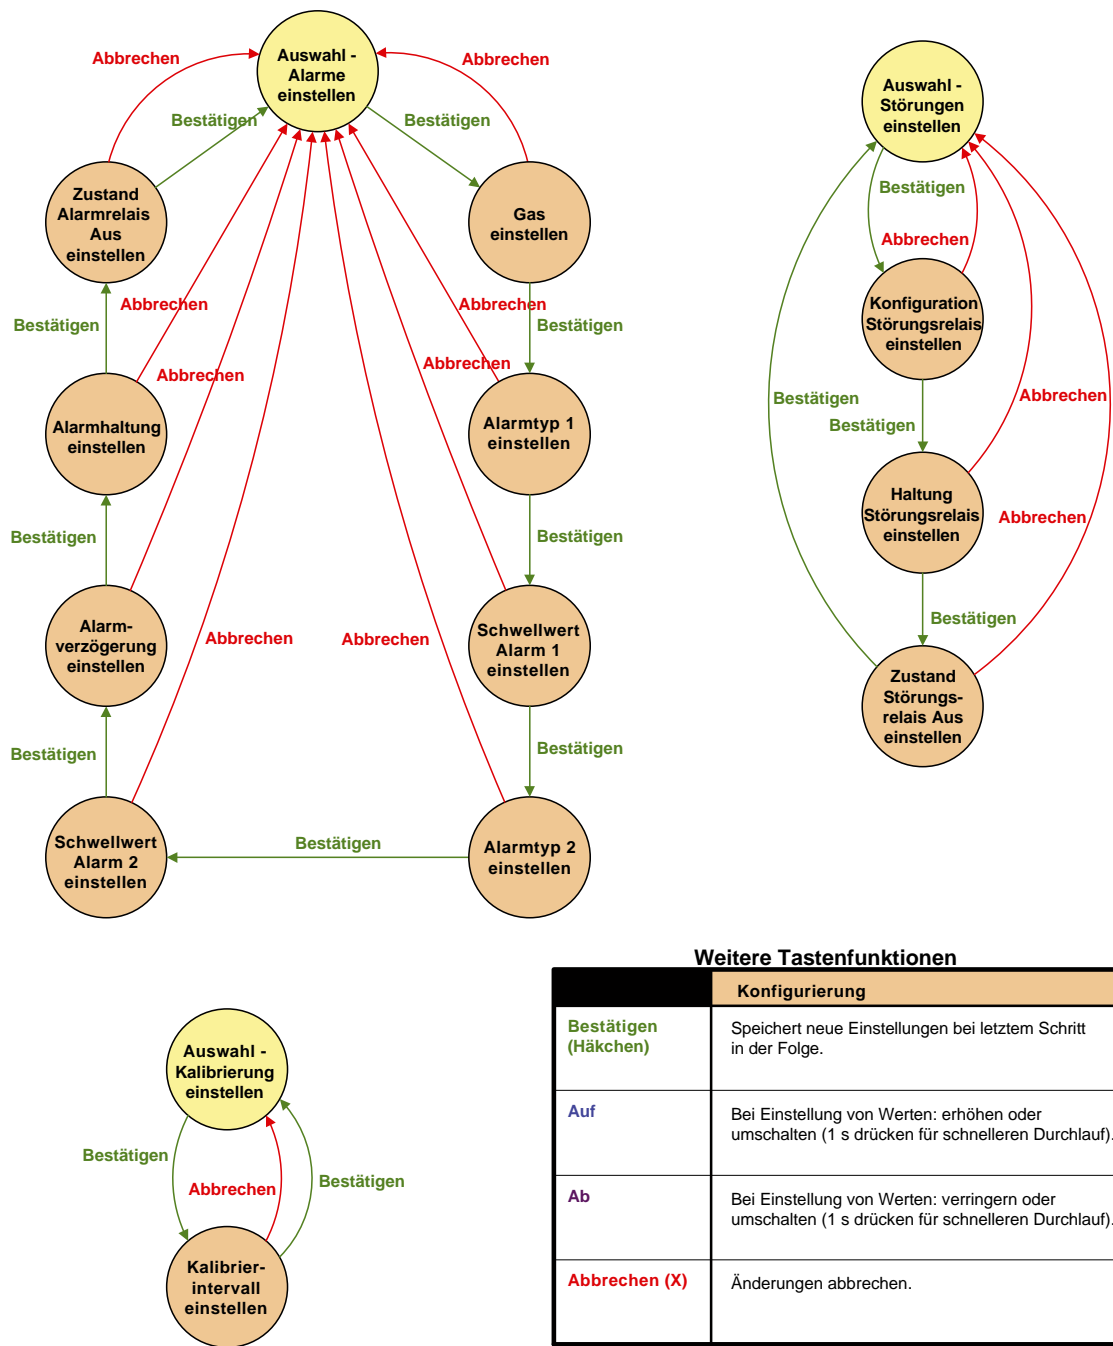 Auswahl -
Alarme
einstellen
Abbrechen
Abbrechen
Bestätigen
Bestätigen
Zustand
Alarmrelais
Aus
einstellen
Gas
einstellen
Bestätigen
Abbrechen
Abbrechen
Bestätigen
Abbrechen
Abbrechen
Alarmhaltung
einstellen
Alarmtyp 1
einstellen
Bestätigen
Bestätigen
Alarm-
verzögerung
einstellen
Abbrechen
Abbrechen
Schwellwert
Alarm 1
einstellen
Bestätigen
Bestätigen
Schwellwert
Alarm 2
einstellen
Bestätigen
Alarmtyp 2
einstellen
Auswahl -
Störungen
einstellen
Bestätigen
Abbrechen
Konfiguration
Störungsrelais
einstellen
Bestätigen
Abbrechen
Bestätigen
Haltung
Störungsrelais
einstellen
Abbrechen
Bestätigen
Zustand
Störungs-
relais Aus
einstellen
Auswahl -
Kalibrierung
einstellen
Bestätigen
Abbrechen
Bestätigen
Kalibrier-
intervall
einstellen
Weitere Tastenfunktionen
Konfigurierung
Bestätigen
(Häkchen)
Speichert neue Einstellungen bei letztem Schritt
in der Folge.
Auf
Bei Einstellung von Werten: erhöhen oder
umschalten (1 s drücken für schnelleren Durchlauf).
Ab
Bei Einstellung von Werten: verringern oder
umschalten (1 s drücken für schnelleren Durchlauf).
Abbrechen (X)
Änderungen abbrechen.